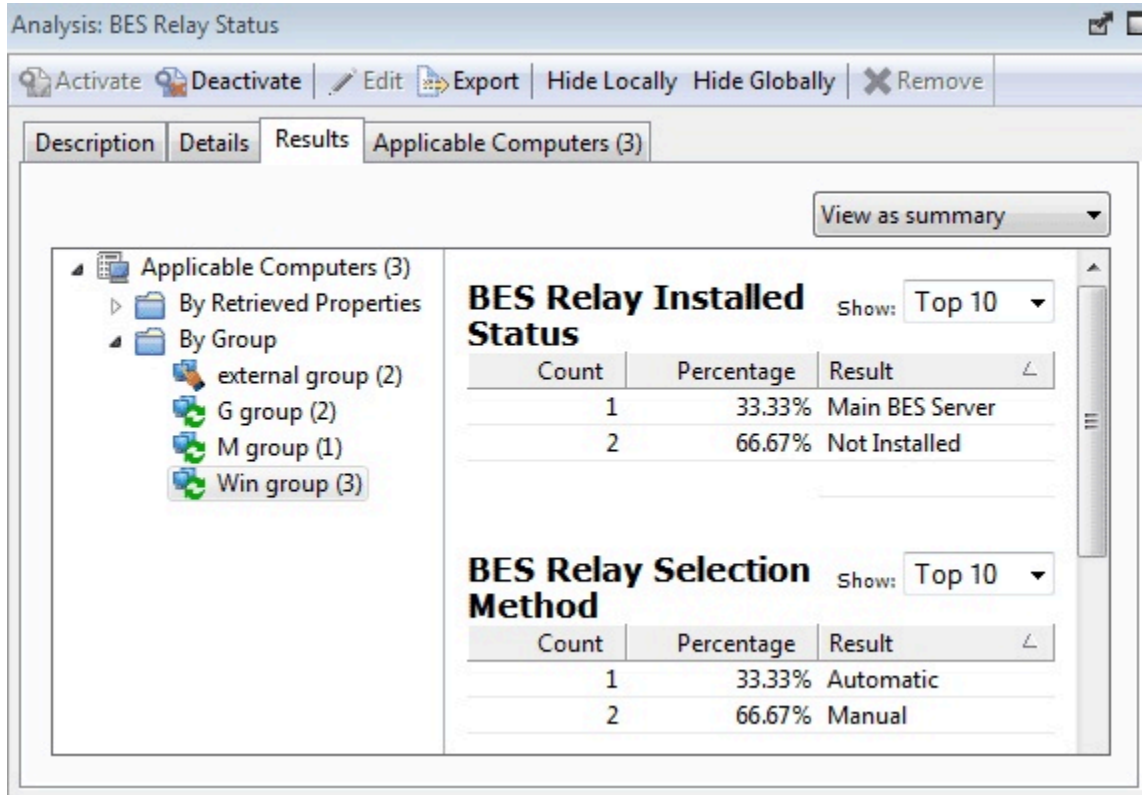 Analysis: BES Relay Status
Activate Deactivate Edit Export Hide Locally Hide Globally Remove
Description Details Results Applicable Computers (3)
View as summary
Applicable Computers (3)
By Retrieved Properties
By Group
external group (2)
G group (2)
M group (1)
Win group (3)
BES Relay Installed Status
Show: Top 10
Count Percentage Result
1 33.33% Main BES Server
2 66.67% Not Installed
BES Relay Selection Method
Show: Top 10
Count Percentage Result
1 33.33% Automatic
2 66.67% Manual